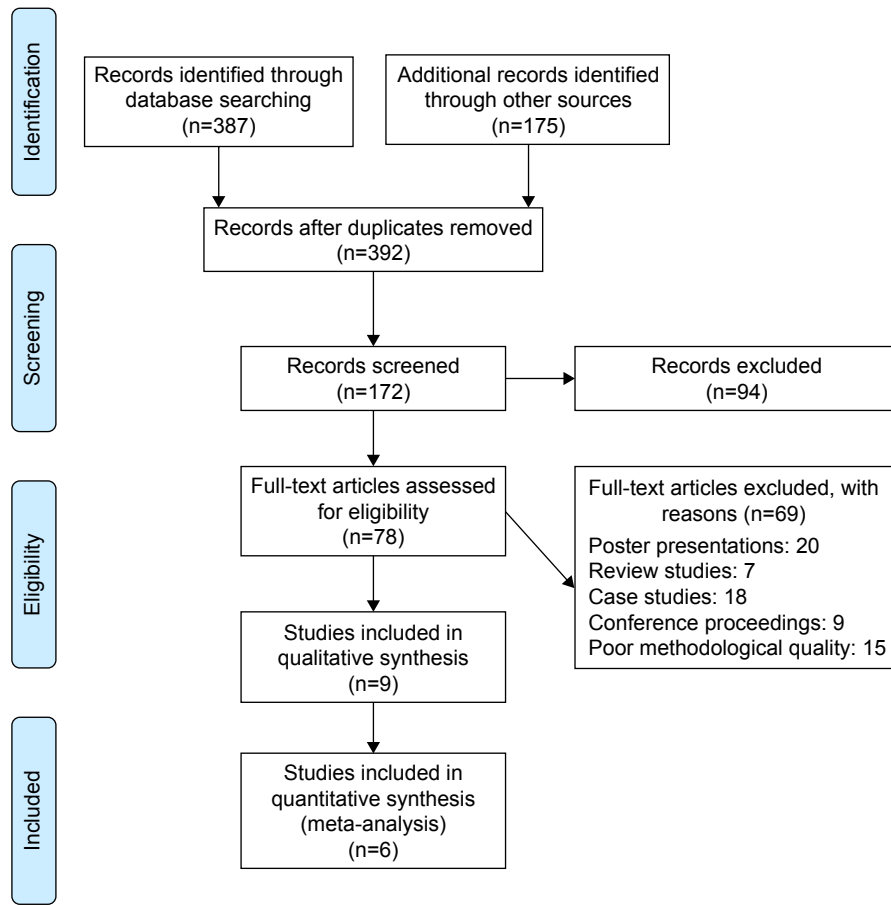 Identification
Records identified through
database searching
(n=387)
Additional records identified
through other sources
(n=175)
Records after duplicates removed
(n=392)
Screening
Records screened
(n=172)
Records excluded
(n=94)
Eligibility
Full-text articles assessed
for eligibility
(n=78)
Full-text articles excluded, with
reasons (n=69)
Poster presentations: 20
Review studies: 7
Case studies: 18
Conference proceedings: 9
Poor methodological quality: 15
Studies included in
qualitative synthesis
(n=9)
Included
Studies included in
quantitative synthesis
(meta-analysis)
(n=6)